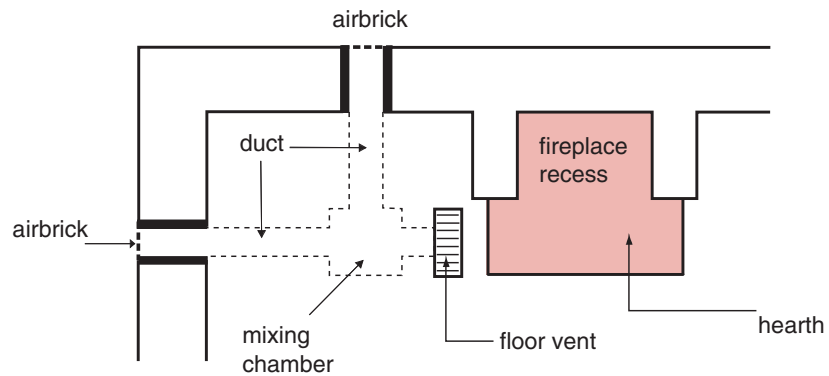 airbrick
duct
fireplace
recess
airbrick
mixing
chamber
floor vent
hearth